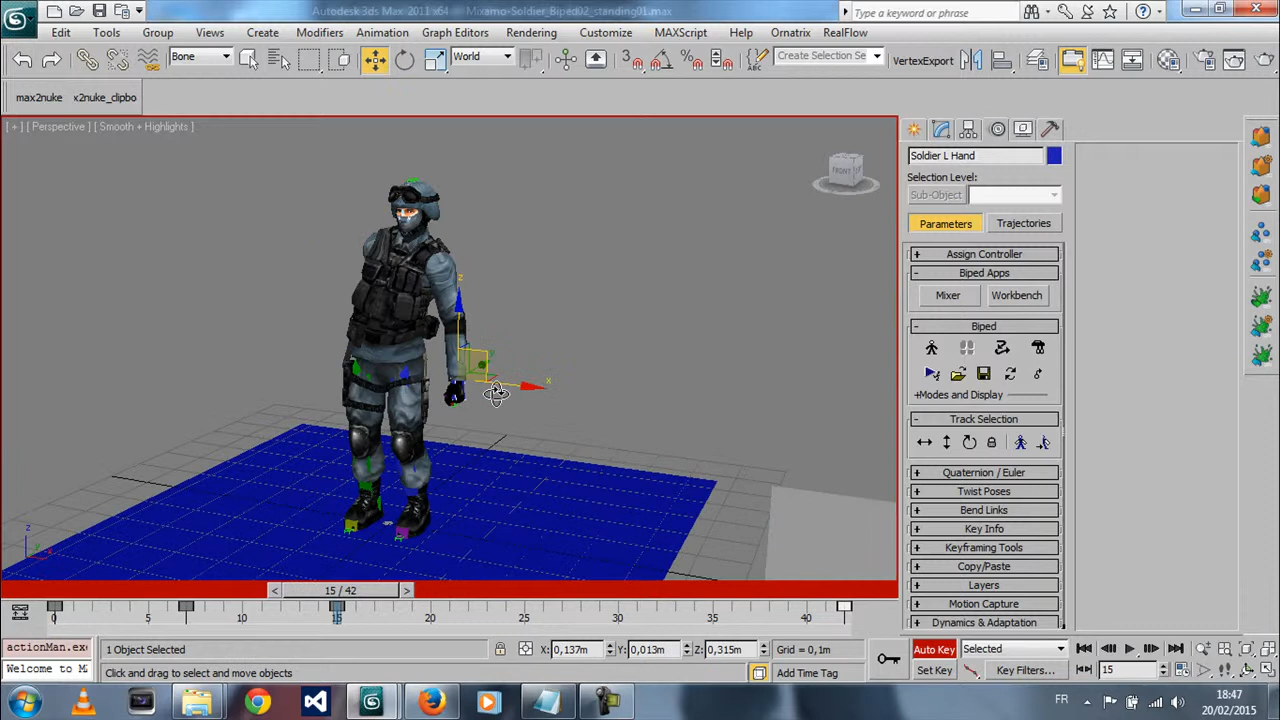 Autodesk 3ds Max 2011 x64 Mixamo-Soldier_Biped02_standing01.max
Type a keyword or phrase
Edit Tools Group Views Create Modifiers Animation Graph Editors Rendering Customize MAXScript Help Ornatrix RealFlow
Bone World 3 Create Selection Se VertexExport
max2nuke x2nuke_clipbo
[ + ] [ Perspective ] [ Smooth + Highlights ]
FRONT
Soldier L Hand
Selection Level:
Sub-Object
Parameters Trajectories
+ Assign Controller
- Biped Apps
Mixer Workbench
- Biped
+Modes and Display
- Track Selection
+ Quaternion / Euler
+ Twist Poses
+ Bend Links
+ Key Info
+ Keyframing Tools
+ Copy/Paste
+ Layers
+ Motion Capture
+ Dynamics & Adaptation
z
x
z
x
< 15 / 42 >
0 5 10 15 20 25 30 35 40
actionMan.ex 1 Object Selected X: 0,137m Y: 0,013m Z: 0,315m Grid = 0,1m Auto Key Selected
Welcome to M Click and drag to select and move objects Add Time Tag Set Key Key Filters... 15
FR 18:47
20/02/2015